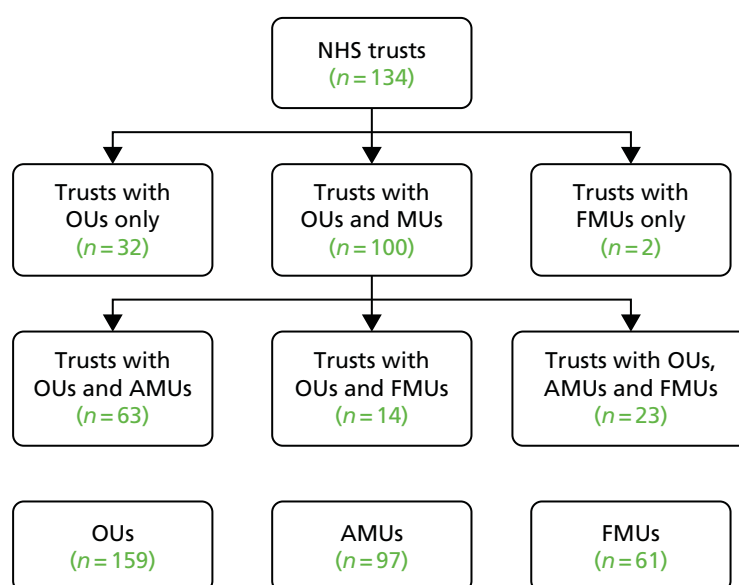 NHS trusts
(n=134)
Trusts with
OUs only
(n=32)
Trusts with
OUs and MUs
(n=100)
Trusts with
FMUs only
(n=2)
Trusts with
OUs and AMUs
(n=63)
Trusts with
OUs and FMUs
(n=14)
Trusts with OUs,
AMUs and FMUs
(n=23)
OUs
(n=159)
AMUs
(n=97)
FMUs
(n=61)